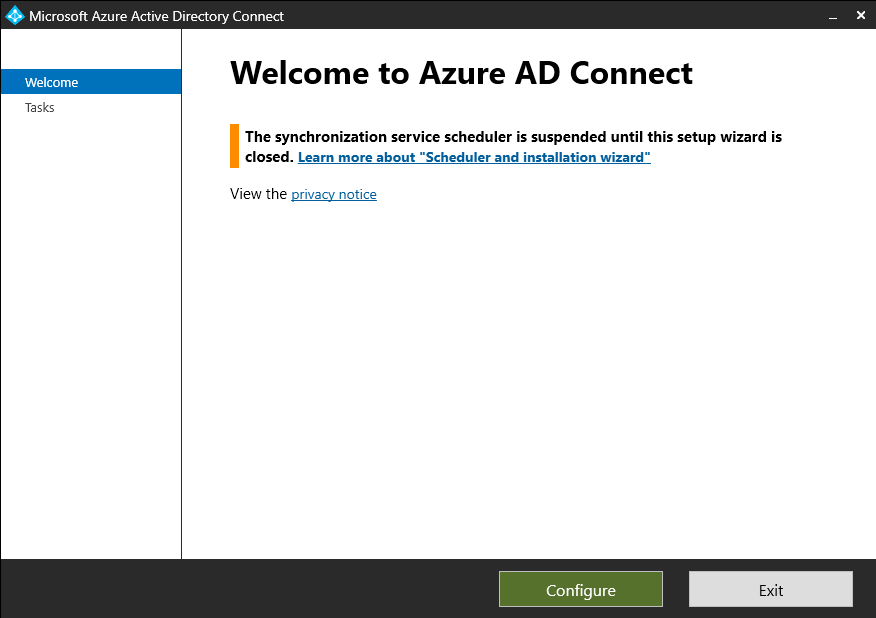 Microsoft Azure Active Directory Connect
Welcome
Tasks
Welcome to Azure AD Connect
The synchronization service scheduler is suspended until this setup wizard is
closed. Learn more about "Scheduler and installation wizard"
View the privacy notice
Configure
Exit